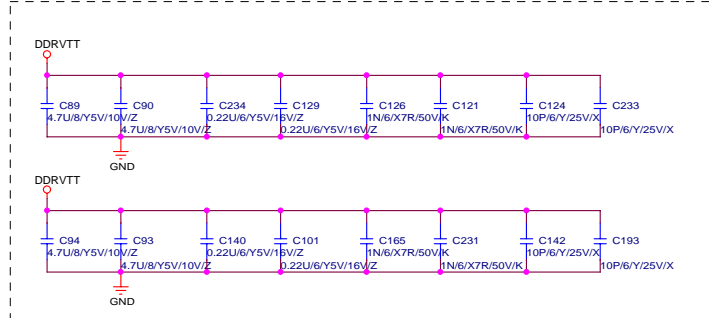 DDRVTT
C89 C90 C234 C129 C126 C121 C124 C233
4.7U/8/Y5V/10V/Z 0.22U/6/Y5V/16V/Z 1N/6/X7R/50V/K 10P/6/Y/25V/X
4.7U/8/Y5V/10V/Z 0.22U/6/Y5V/16V/Z 1N/6/X7R/50V/K 10P/6/Y/25V/X
GND
DDRVTT
C94 C93 C140 C101 C165 C231 C142 C193
4.7U/8/Y5V/10V/Z 0.22U/6/Y5V/16V/Z 1N/6/X7R/50V/K 10P/6/Y/25V/X
4.7U/8/Y5V/10V/Z 0.22U/6/Y5V/16V/Z 1N/6/X7R/50V/K 10P/6/Y/25V/X
GND